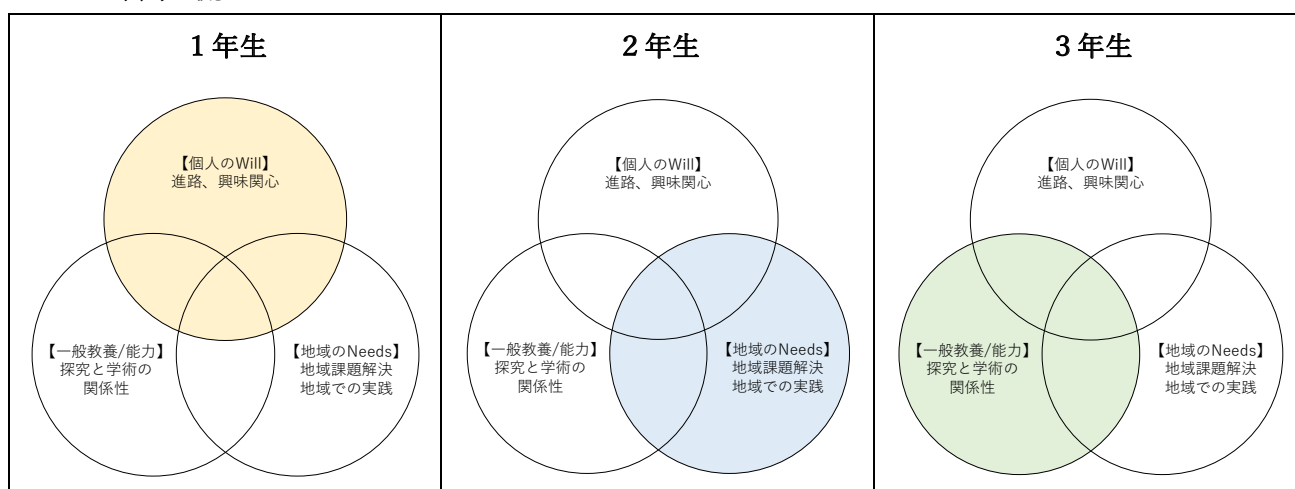 1年生
【個人のWill】
進路、興味関心
【一般教養/能力】
探究と学術の
関係性
【地域のNeeds】
地域課題解決
地域での実践
2年生
【個人のWill】
進路、興味関心
【一般教養/能力】
探究と学術の
関係性
【地域のNeeds】
地域課題解決
地域での実践
3年生
【個人のWill】
進路、興味関心
【一般教養/能力】
探究と学術の
関係性
【地域のNeeds】
地域課題解決
地域での実践